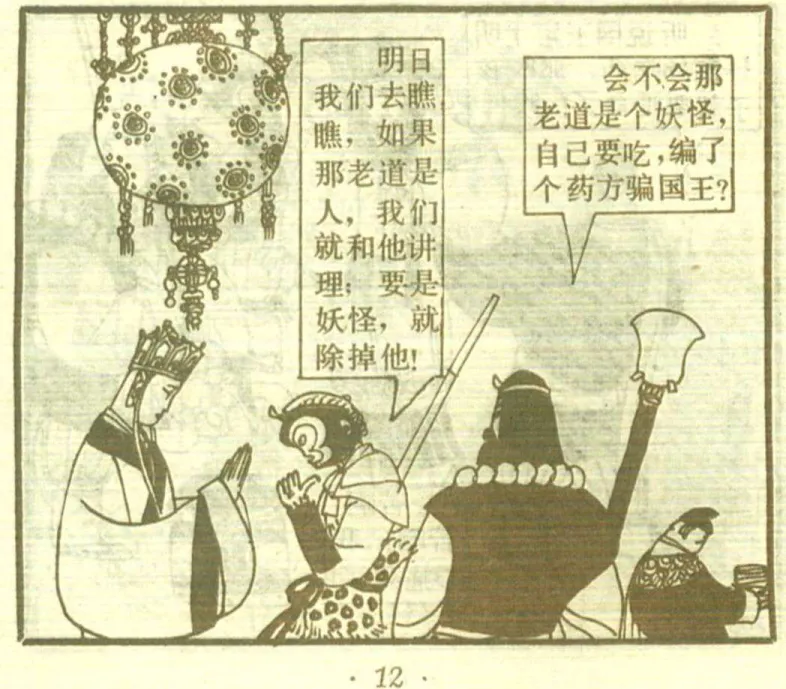 会不会那
老道是个妖怪，
自己要吃，编了
个药方骗国王？
明日
我们去瞧
瞧，如果
那老道是
人，我们
就和他讲
理；要是
妖怪，就
除掉他！
· 12 ·